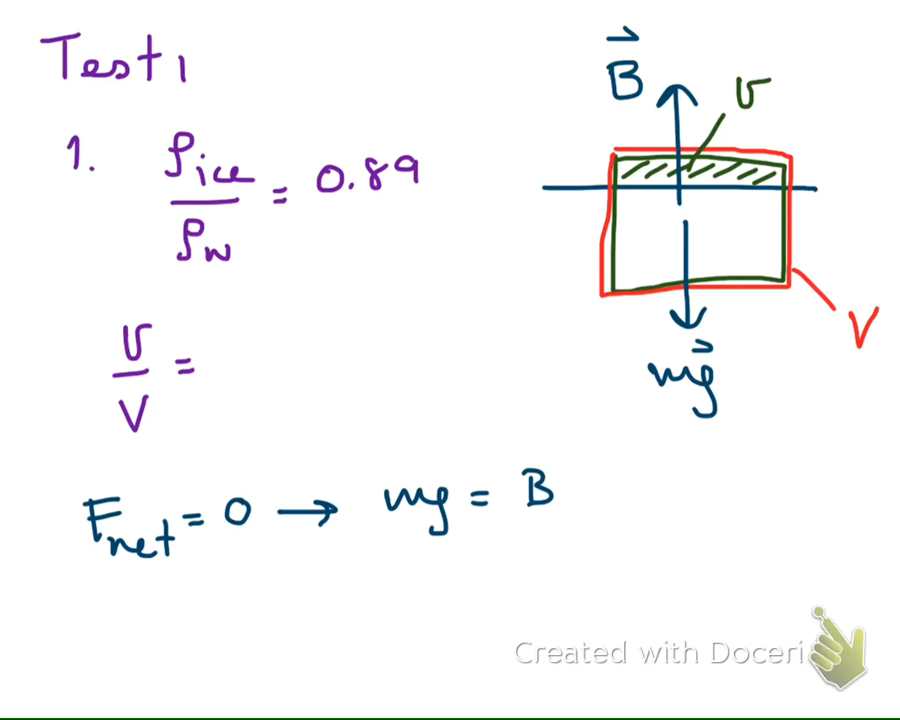 Test 1
1. ρice / ρw = 0.89
v / V =
Fnet = 0 → mg = B
B⃗
v
V
mg⃗
Created with Doceri